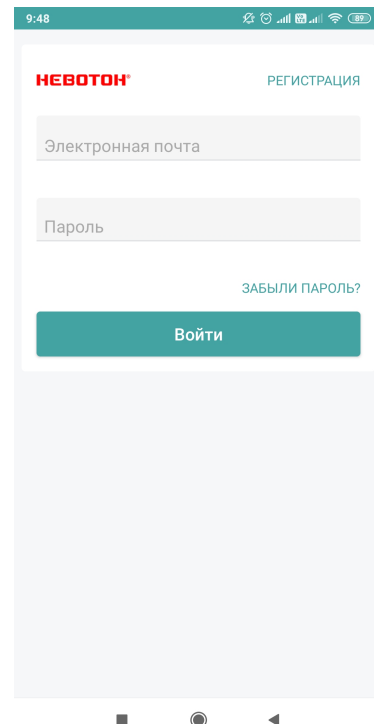 9:48
89
НЕВОТОН®
РЕГИСТРАЦИЯ
Электронная почта
Пароль
ЗАБЫЛИ ПАРОЛЬ?
Войти